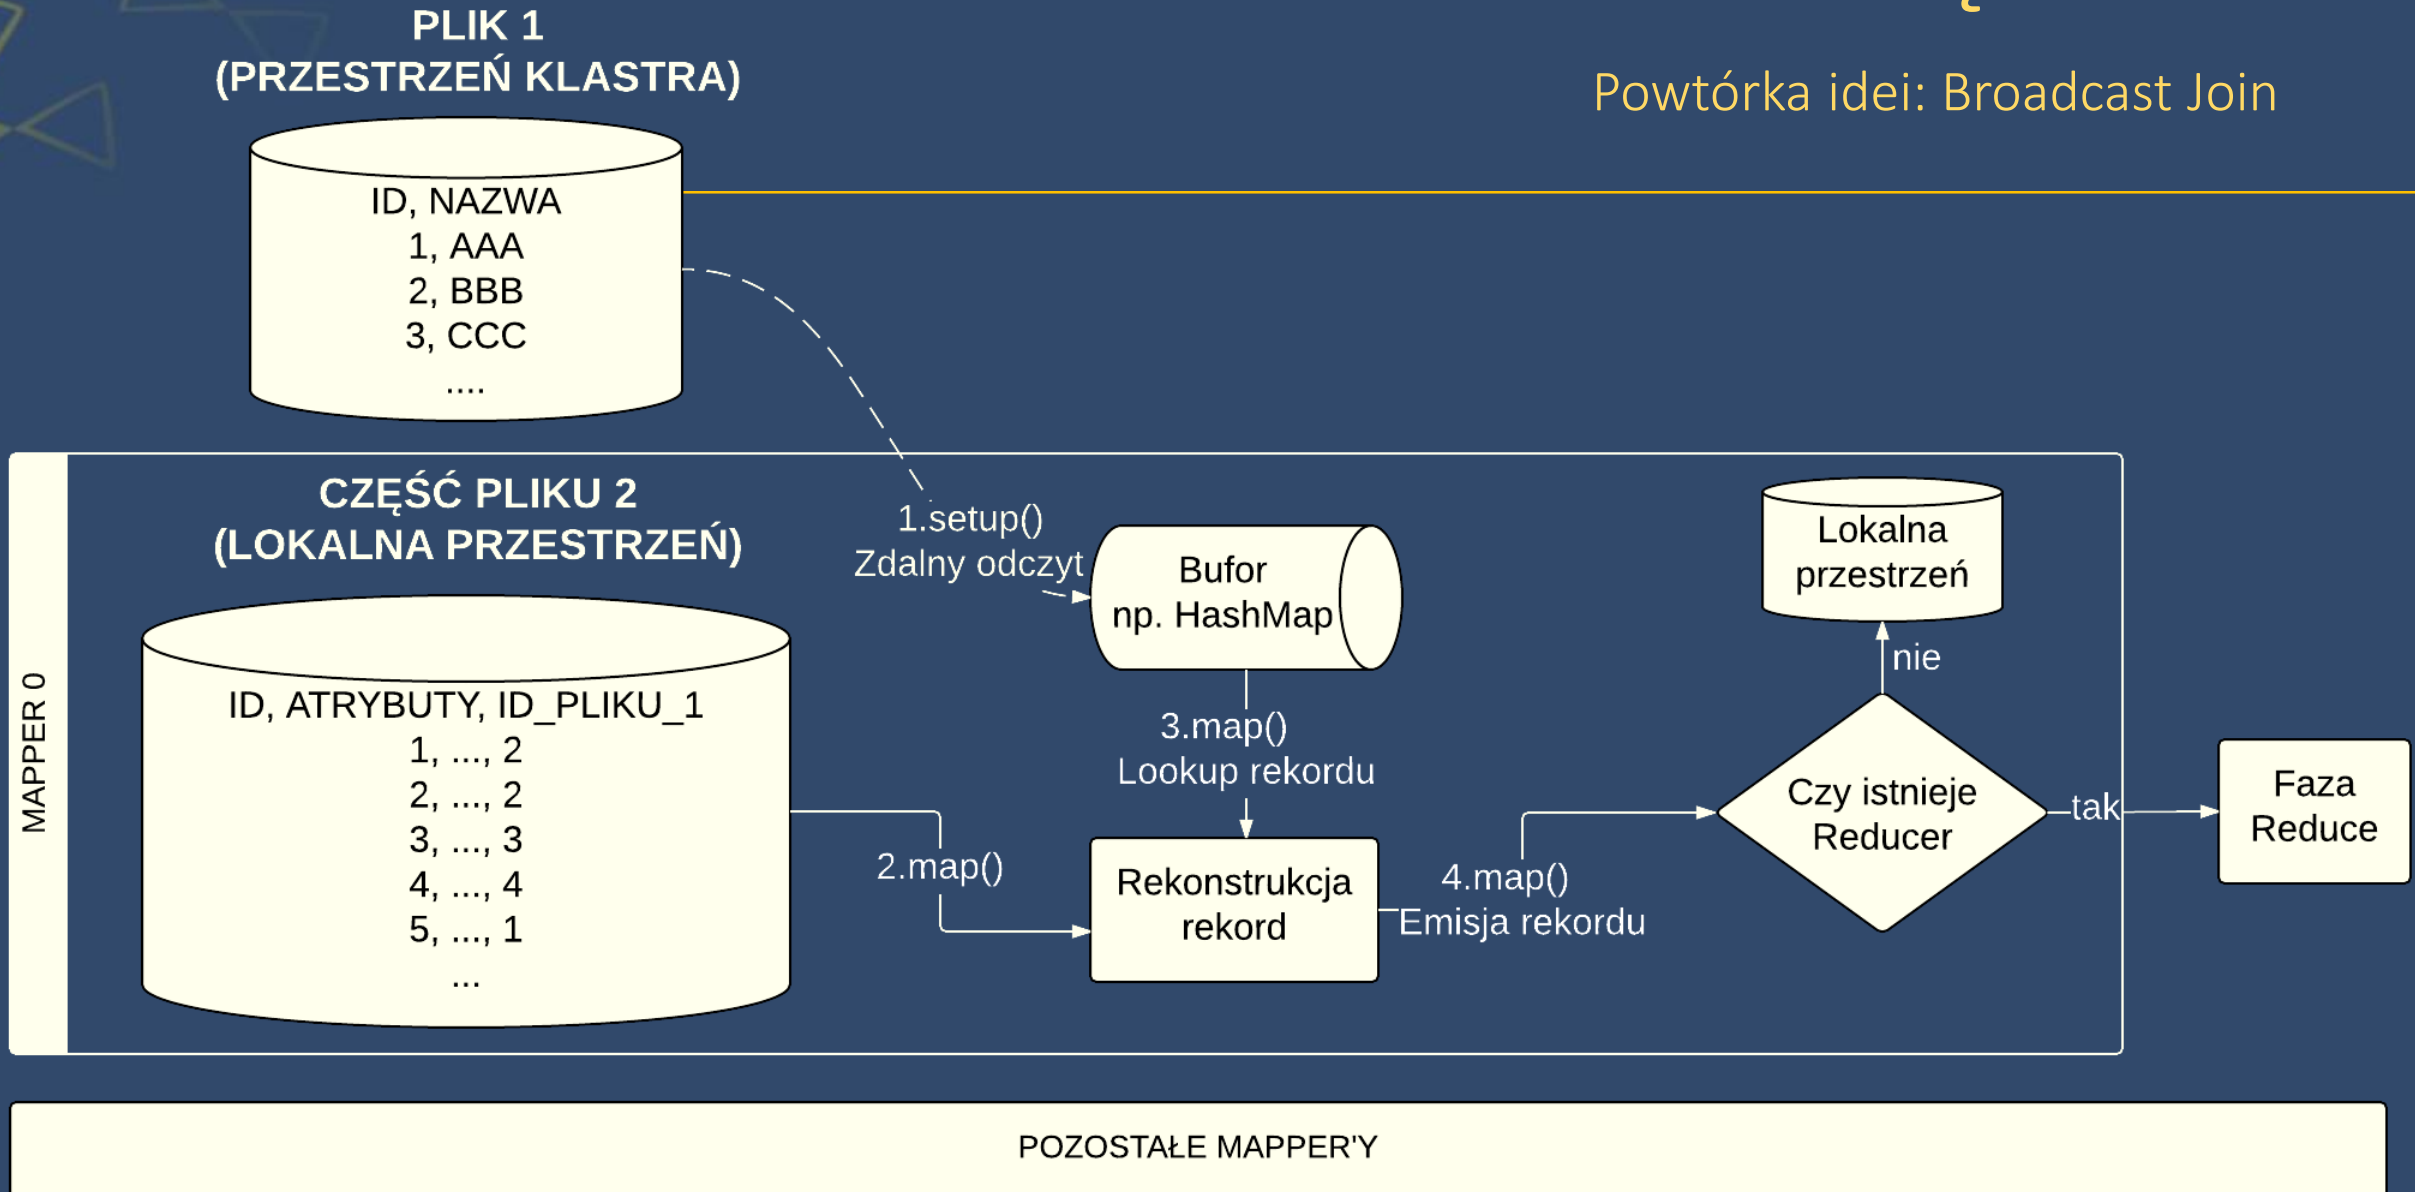 Powtórka idei: Broadcast Join
PLIK 1
(PRZESTRZEŃ KLASTRA)
ID, NAZWA
1, AAA
2, BBB
3, CCC
....
MAPPER 0
CZĘŚĆ PLIKU 2
(LOKALNA PRZESTRZEŃ)
ID, ATRYBUTY, ID_PLIKU_1
1, ..., 2
2, ..., 2
3, ..., 3
4, ..., 4
5, ..., 1
...
1.setup()
Zdalny odczyt
Bufor
np. HashMap
2.map()
3.map()
Lookup rekordu
Rekonstrukcja
rekord
4.map()
Emisja rekordu
Czy istnieje
Reducer
nie
Lokalna
przestrzeń
tak
Faza
Reduce
POZOSTAŁE MAPPER'Y